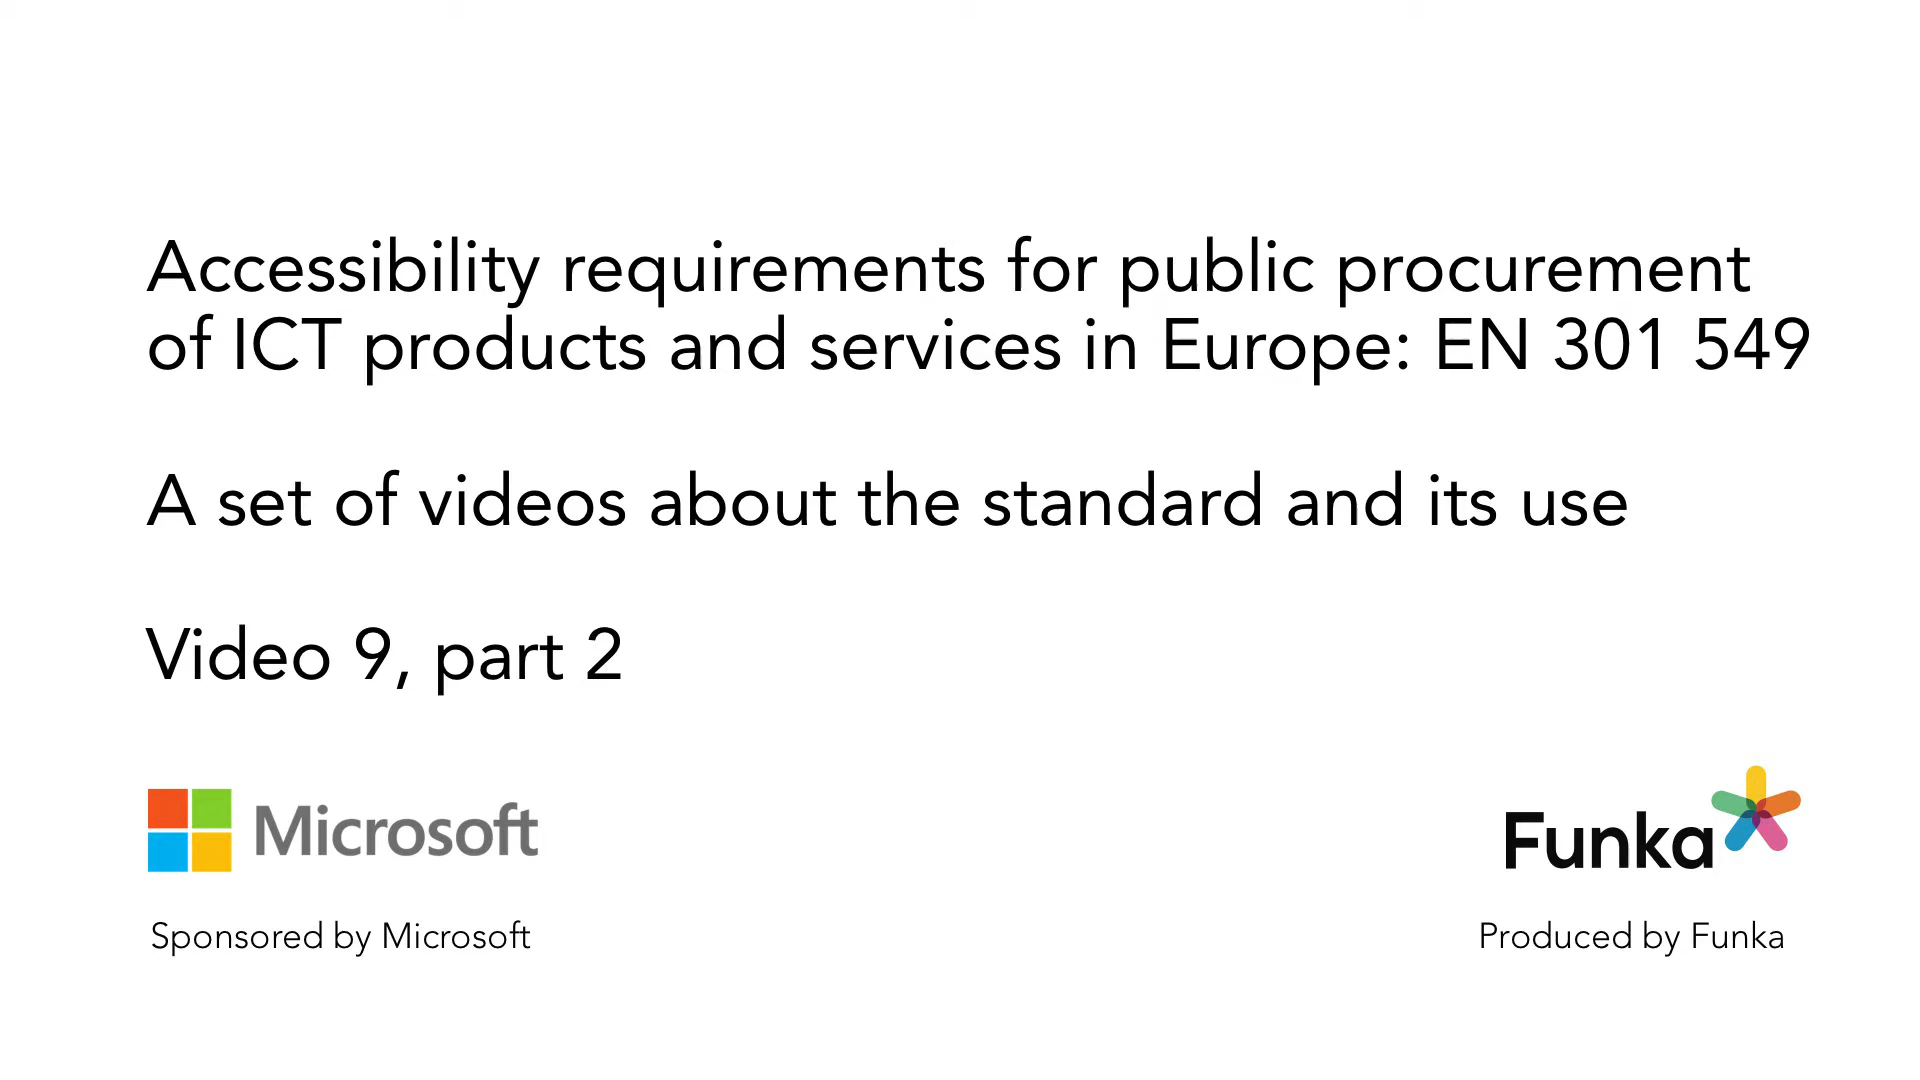 Accessibility requirements for public procurement
of ICT products and services in Europe: EN 301 549
A set of videos about the standard and its use
Video 9, part 2
Microsoft
Funka
Sponsored by Microsoft
Produced by Funka